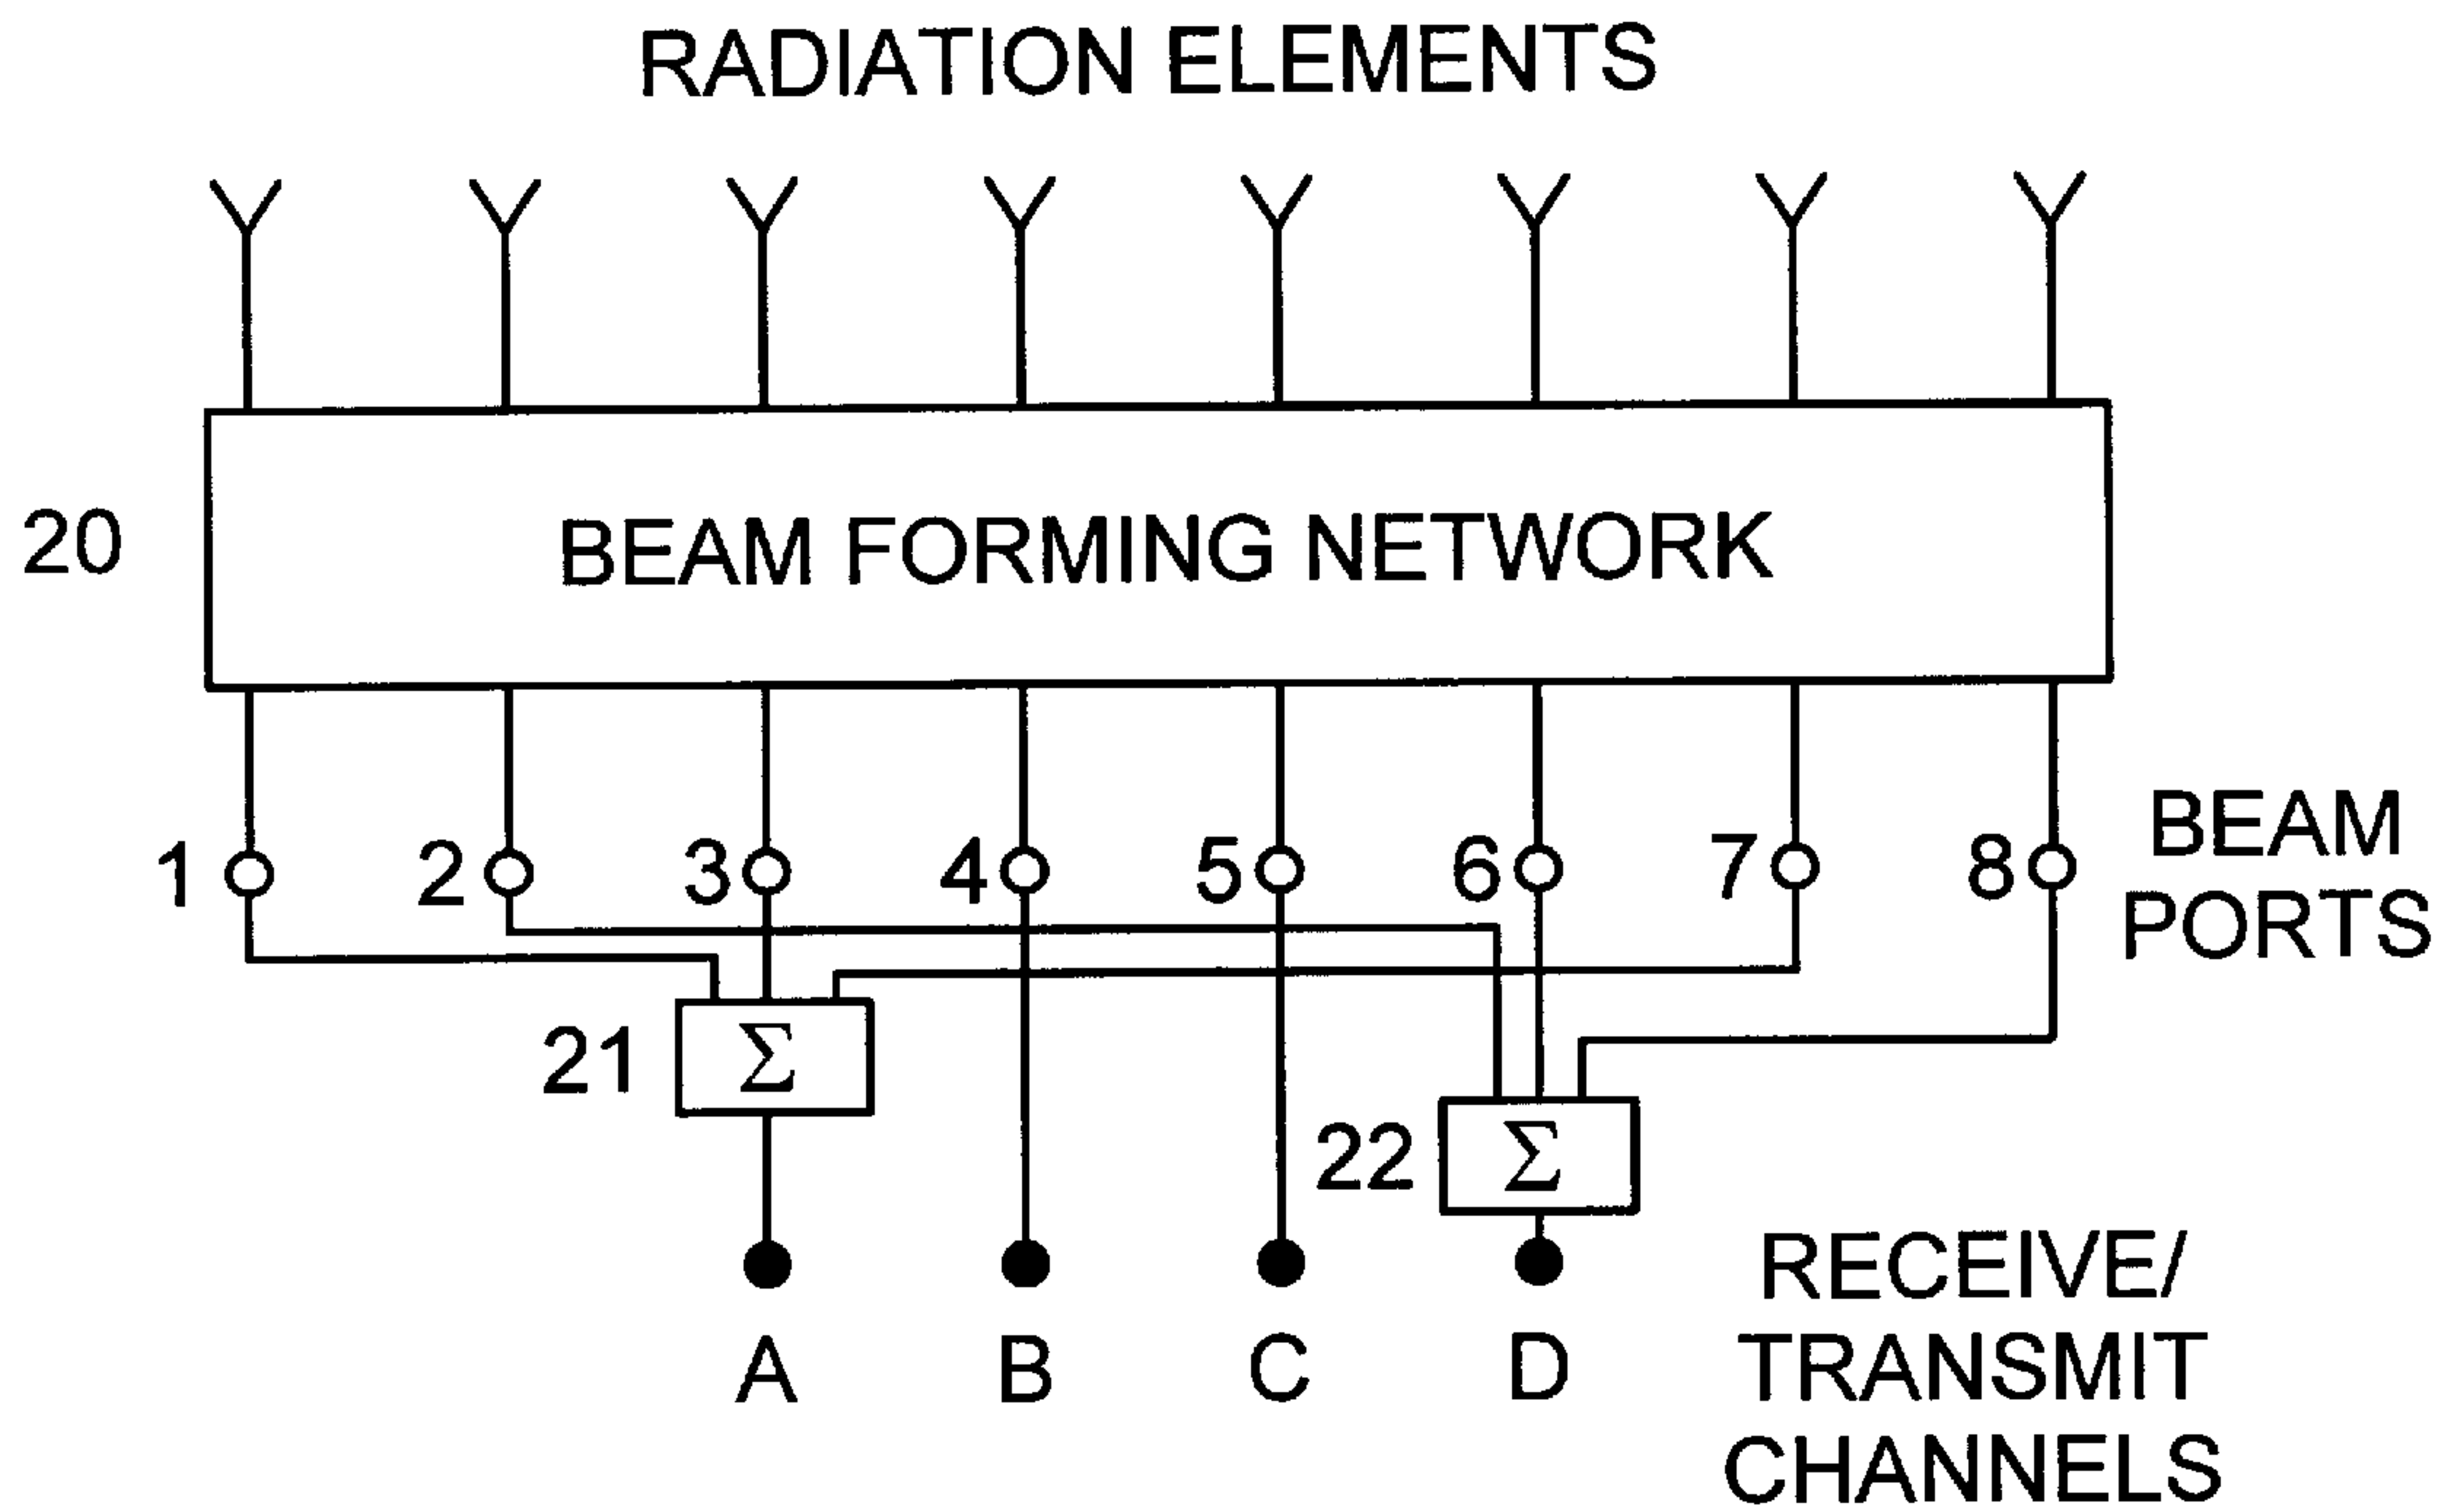 RADIATION ELEMENTS
20
BEAM FORMING NETWORK
1 2 3 4 5 6 7 8
BEAM
PORTS
21 Σ
22 Σ
A B C D
RECEIVE/
TRANSMIT
CHANNELS